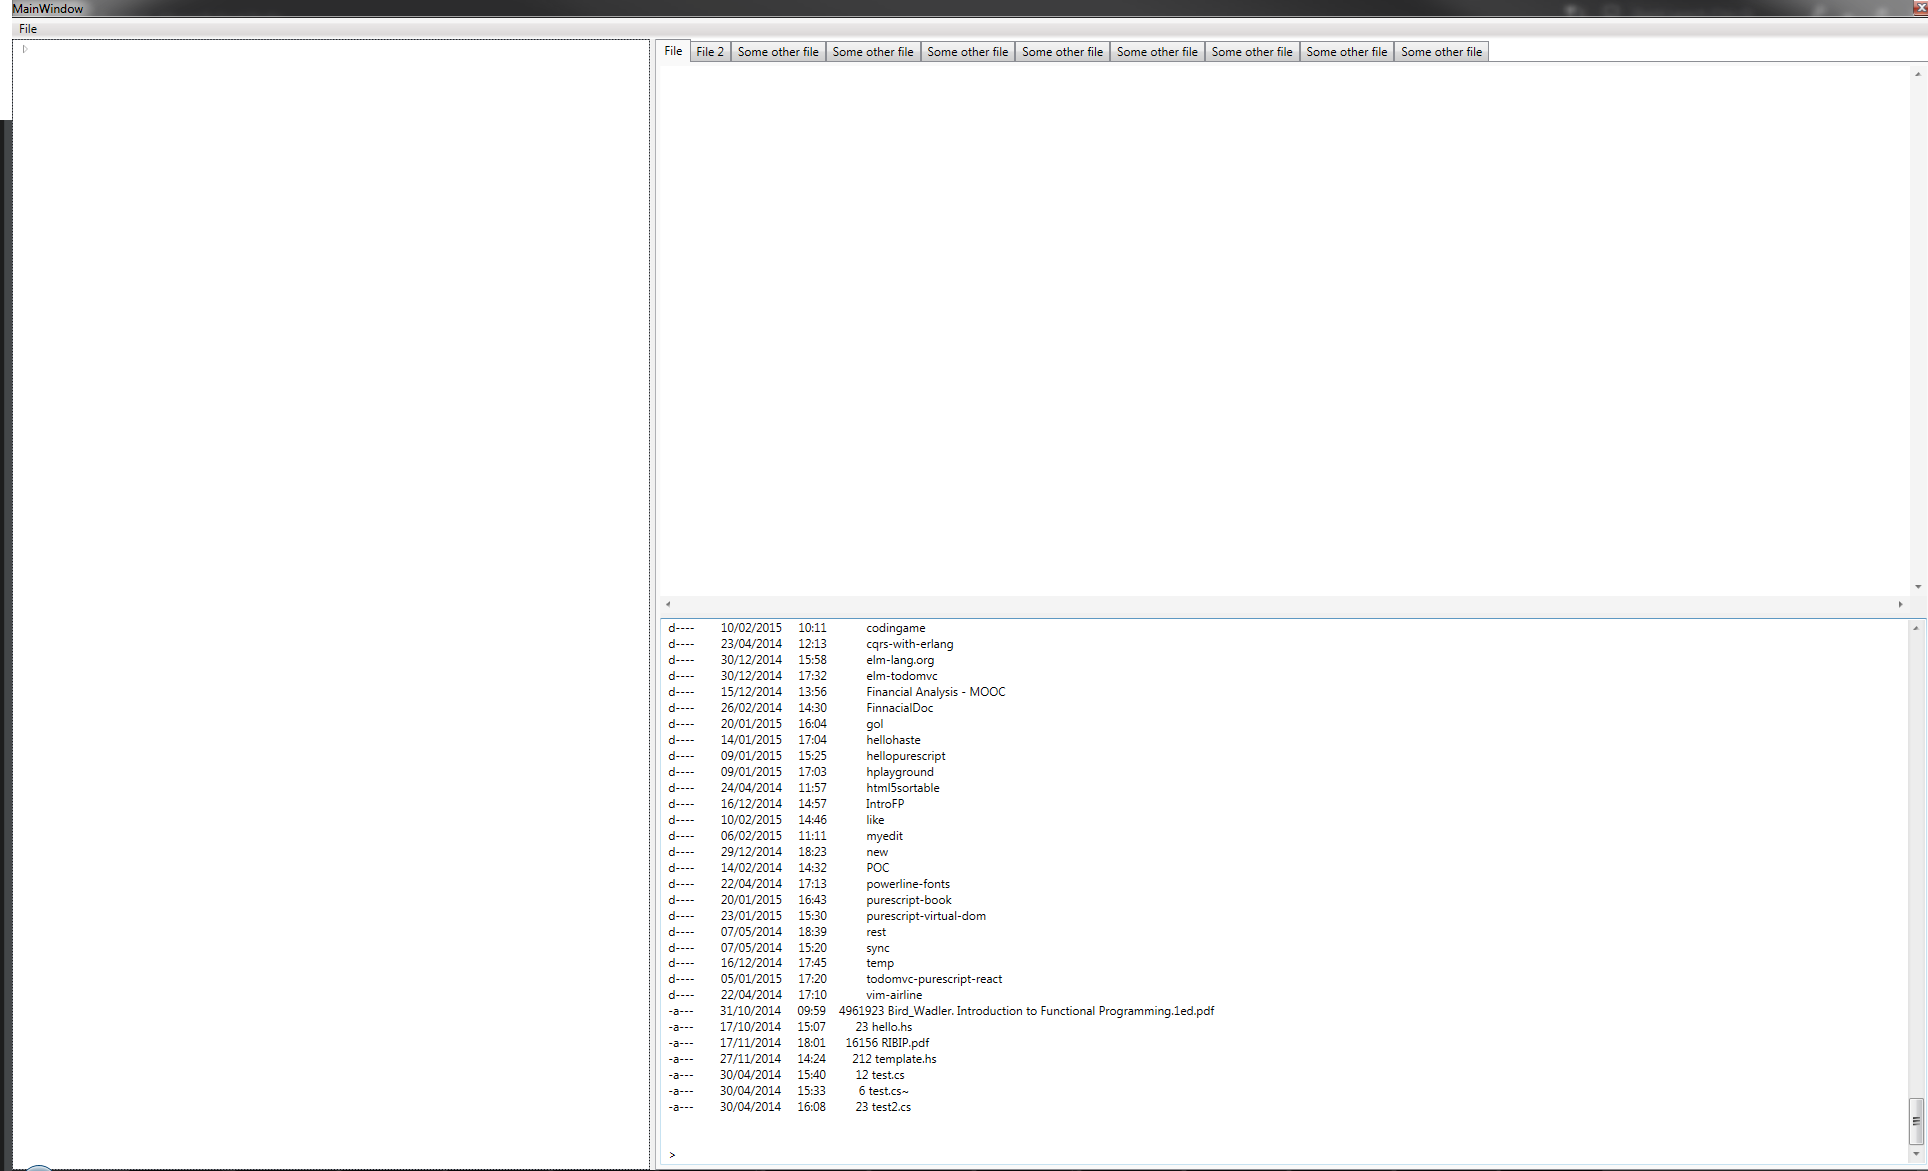 MainWindow
File
File File 2 Some other file Some other file Some other file Some other file Some other file Some other file Some other file Some other file
d---- 10/02/2015 10:11 codingame
d---- 23/04/2014 12:13 cqrs-with-erlang
d---- 30/12/2014 15:58 elm-lang.org
d---- 30/12/2014 17:32 elm-todomvc
d---- 15/12/2014 13:56 Financial Analysis - MOOC
d---- 26/02/2014 14:30 FinnacialDoc
d---- 20/01/2015 16:04 gol
d---- 14/01/2015 17:04 hellohaste
d---- 09/01/2015 15:25 hellopurescript
d---- 09/01/2015 17:03 hplayground
d---- 24/04/2014 11:57 html5sortable
d---- 16/12/2014 14:57 IntroFP
d---- 10/02/2015 14:46 like
d---- 06/02/2015 11:11 myedit
d---- 29/12/2014 18:23 new
d---- 14/02/2014 14:32 POC
d---- 22/04/2014 17:13 powerline-fonts
d---- 20/01/2015 16:43 purescript-book
d---- 23/01/2015 15:30 purescript-virtual-dom
d---- 07/05/2014 18:39 rest
d---- 07/05/2014 15:20 sync
d---- 16/12/2014 17:45 temp
d---- 05/01/2015 17:20 todomvc-purescript-react
d---- 22/04/2014 17:10 vim-airline
-a--- 31/10/2014 09:59 4961923 Bird_Wadler. Introduction to Functional Programming.1ed.pdf
-a--- 17/10/2014 15:07 23 hello.hs
-a--- 17/11/2014 18:01 16156 RIBIP.pdf
-a--- 27/11/2014 14:24 212 template.hs
-a--- 30/04/2014 15:40 12 test.cs
-a--- 30/04/2014 15:33 6 test.cs~
-a--- 30/04/2014 16:08 23 test2.cs
>